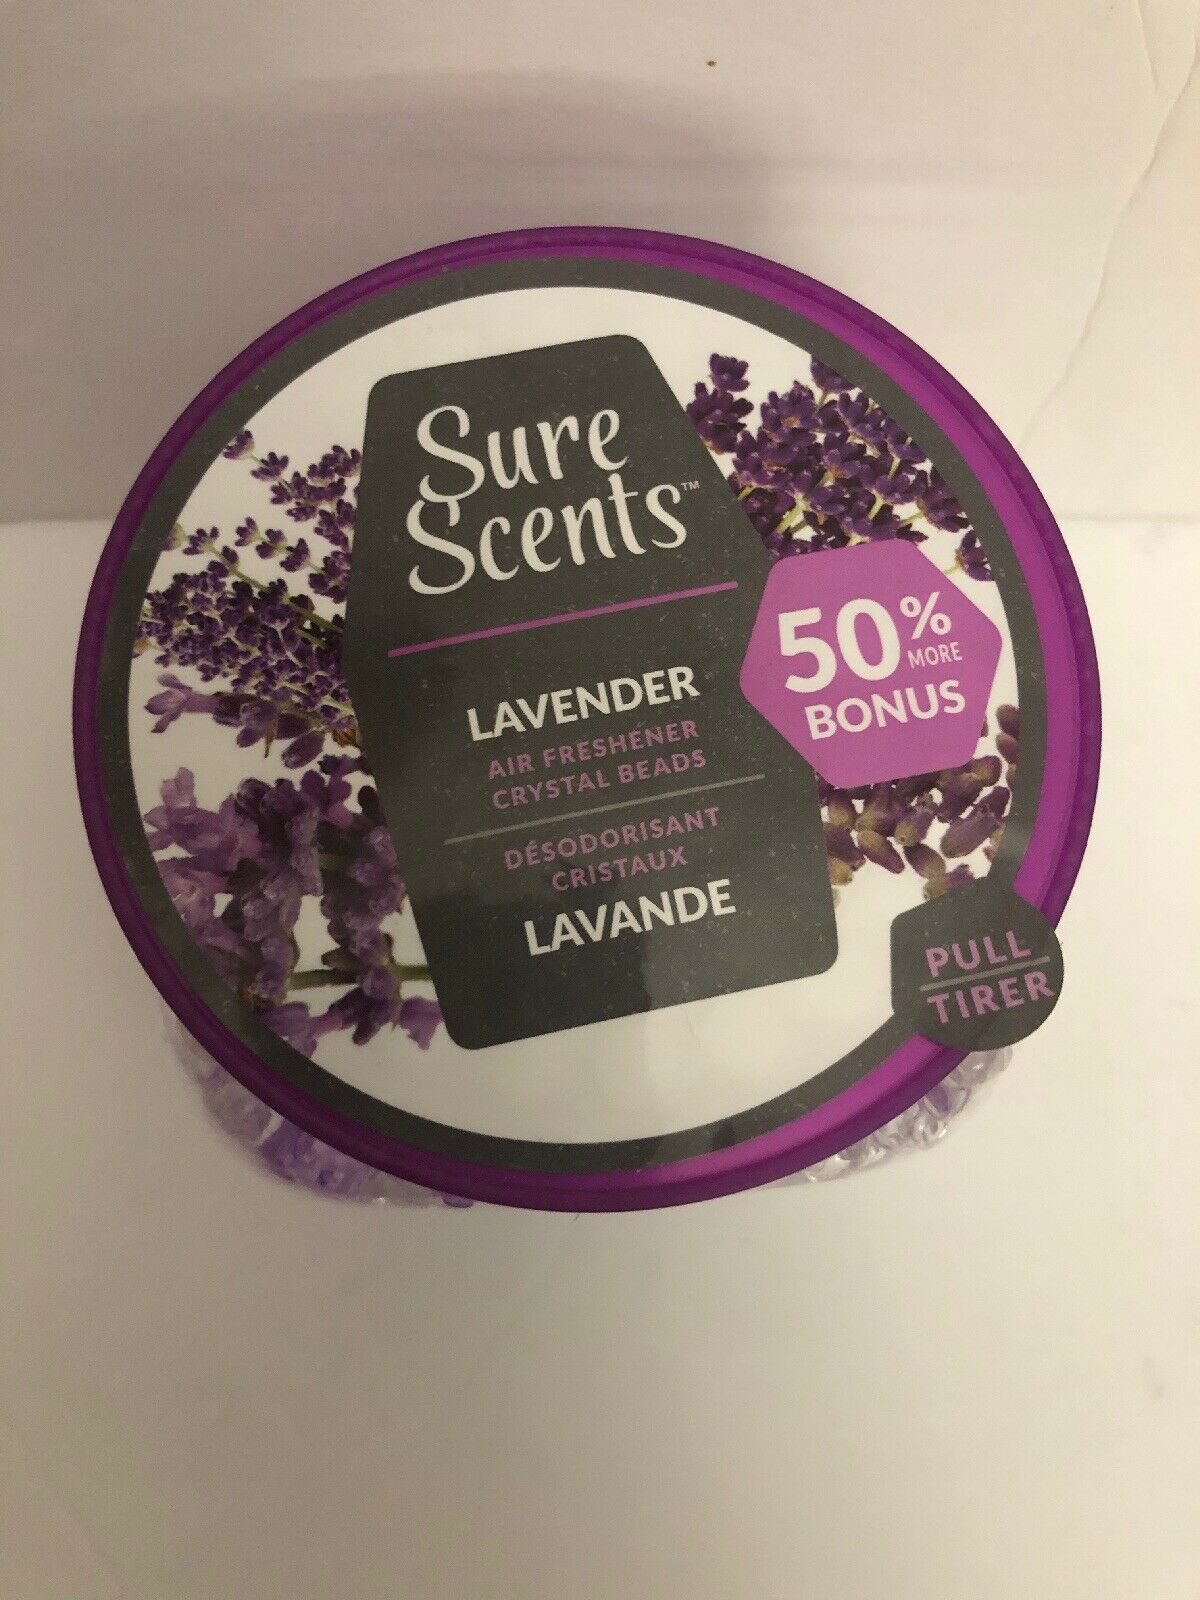 Sure
Scents™
LAVENDER
AIR FRESHENER
CRYSTAL BEADS
DÉSODORISANT
CRISTAUX
LAVANDE
50%
MORE
BONUS
PULL
TIRER